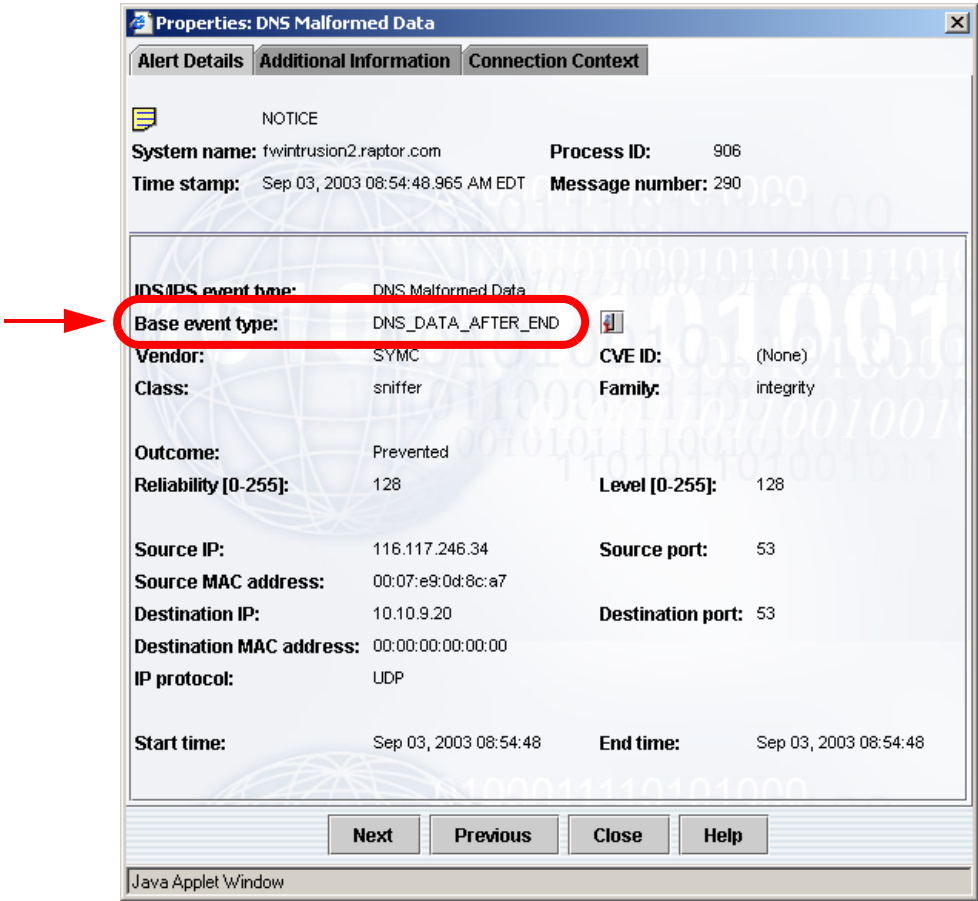 Properties: DNS Malformed Data
Alert Details Additional Information Connection Context
NOTICE
System name: fwintrusion2.raptor.com Process ID: 906
Time stamp: Sep 03, 2003 08:54:48.965 AM EDT Message number: 290
IDS/IPS event type: DNS Malformed Data
Base event type: DNS_DATA_AFTER_END
Vendor: SYMC CVE ID: (None)
Class: sniffer Family: integrity
Outcome: Prevented
Reliability [0-255]: 128 Level [0-255]: 128
Source IP: 116.117.246.34 Source port: 53
Source MAC address: 00:07:e9:0d:8c:a7
Destination IP: 10.10.9.20 Destination port: 53
Destination MAC address: 00:00:00:00:00:00
IP protocol: UDP
Start time: Sep 03, 2003 08:54:48 End time: Sep 03, 2003 08:54:48
Next Previous Close Help
Java Applet Window